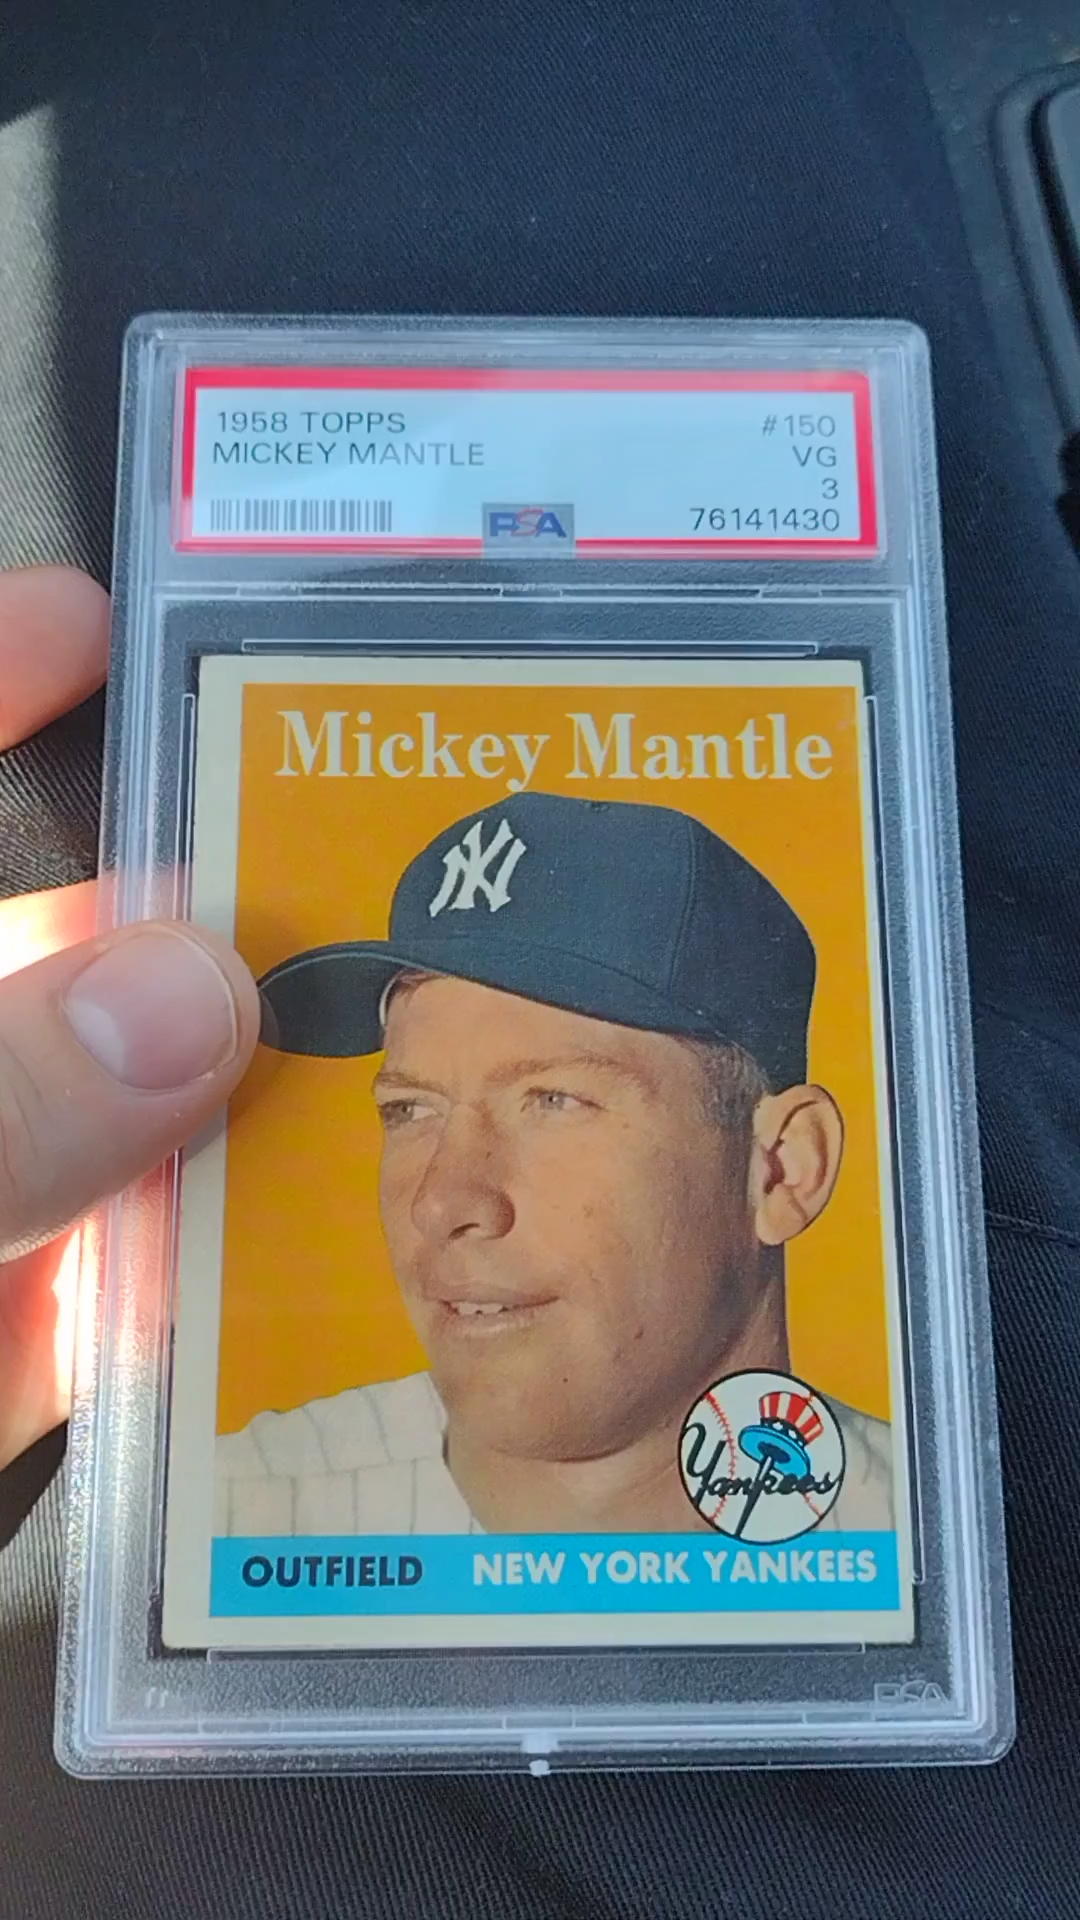 1958 TOPPS #150
MICKEY MANTLE VG
3
PSA 76141430
Mickey Mantle
NY
Yankees
OUTFIELD NEW YORK YANKEES
PSA